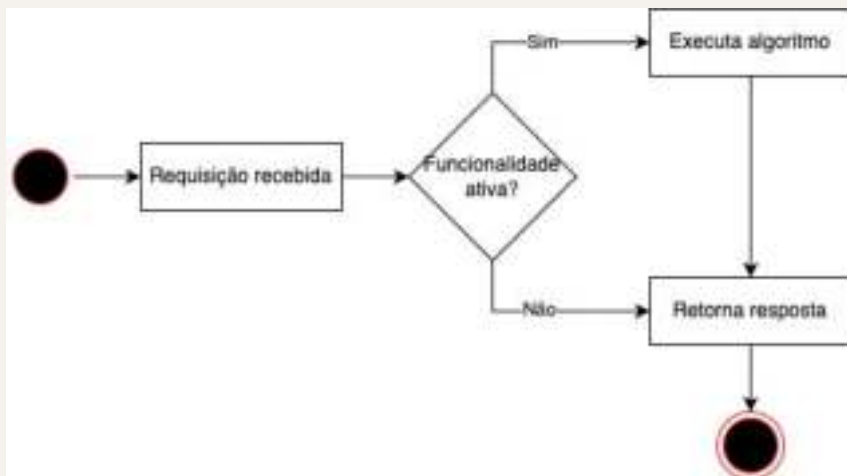 Sim
Executa algoritmo
Requisição recebida
Funcionalidade
ativa?
Não
Retorna resposta